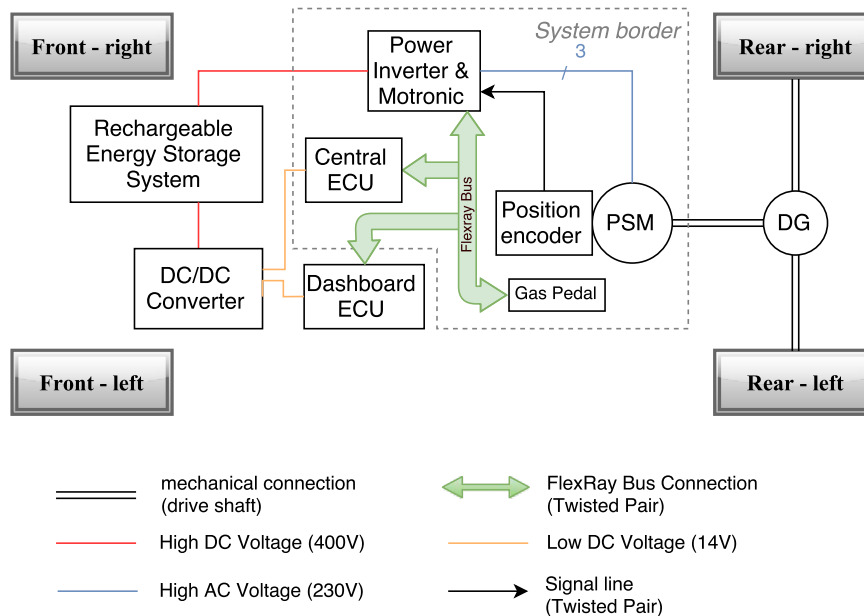 Front - right
Power
Inverter &
Motronic
System border
3
Rear - right
Rechargeable
Energy Storage
System
Central
ECU
Flexray Bus
Position
encoder
PSM
DG
DC/DC
Converter
Dashboard
ECU
Gas Pedal
Front - left
Rear - left
mechanical connection
(drive shaft)
FlexRay Bus Connection
(Twisted Pair)
High DC Voltage (400V)
Low DC Voltage (14V)
High AC Voltage (230V)
Signal line
(Twisted Pair)